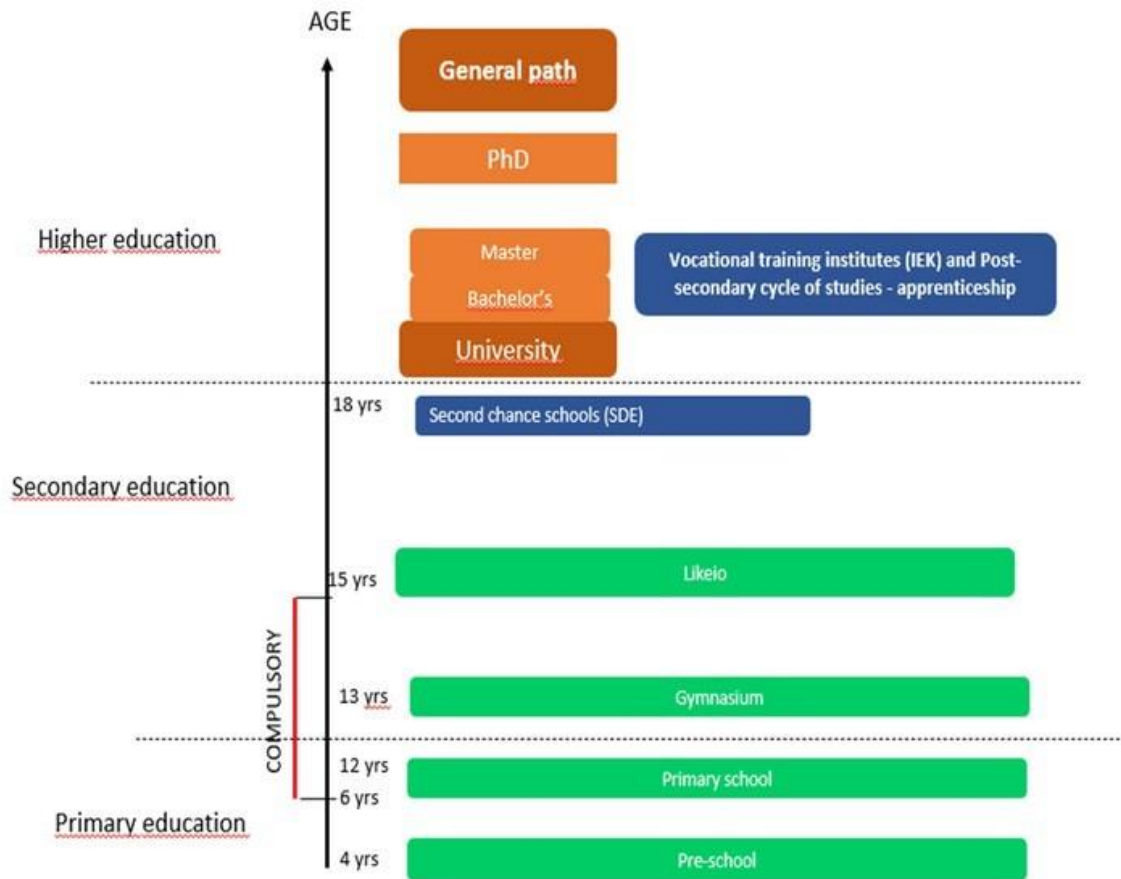 AGE
General path
PhD
Higher education
Master
Bachelor's
University
Vocational training institutes (IEK) and Post-
secondary cycle of studies - apprenticeship
18 yrs
Second chance schools (SDE)
Secondary education
15 yrs
Likeio
COMPULSORY
13 yrs
Gymnasium
12 yrs
Primary school
6 yrs
Primary education
4 yrs
Pre-school